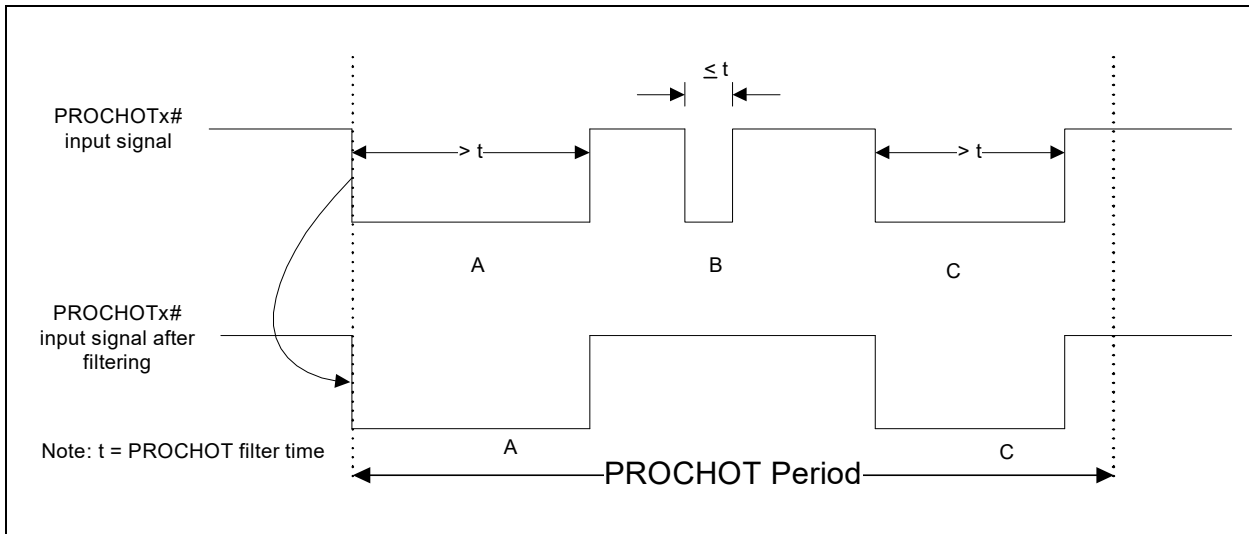 ≤ t
PROCHOTx#
input signal
> t
> t
A
B
C
PROCHOTx#
input signal after
filtering
Note: t = PROCHOT filter time
A
C
PROCHOT Period